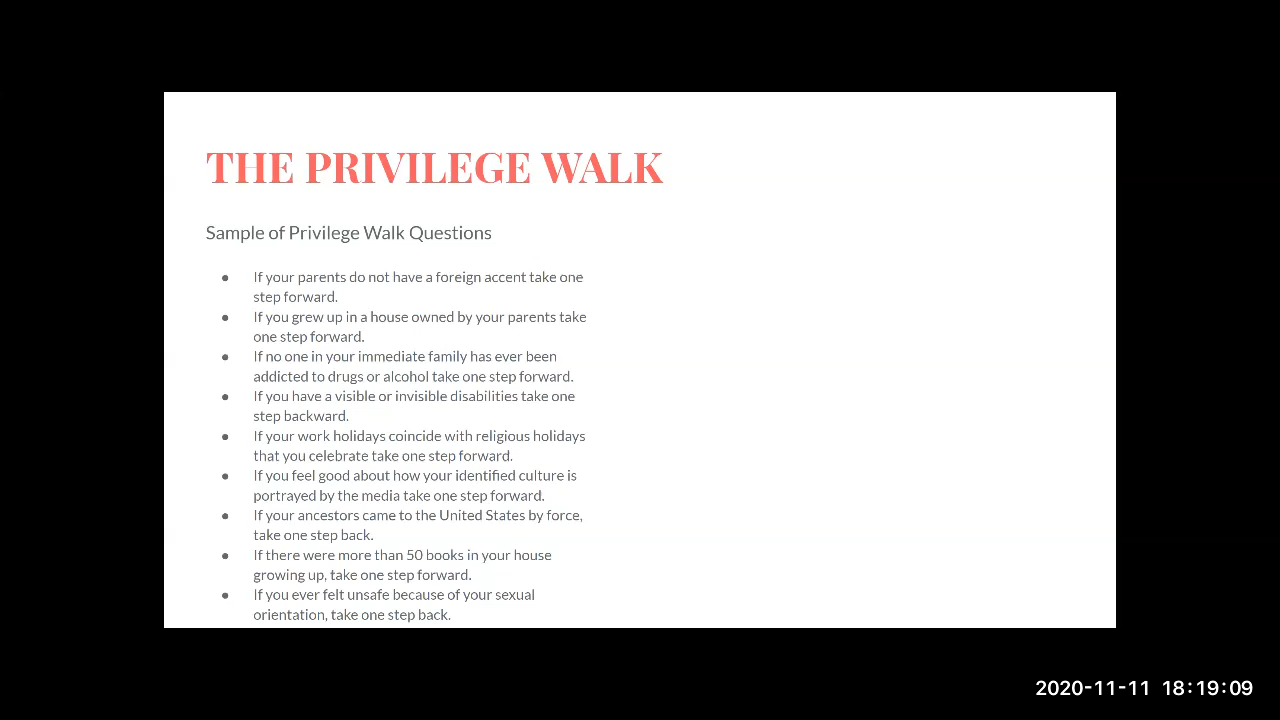 THE PRIVILEGE WALK
Sample of Privilege Walk Questions
● If your parents do not have a foreign accent take one
step forward.
● If you grew up in a house owned by your parents take
one step forward.
● If no one in your immediate family has ever been
addicted to drugs or alcohol take one step forward.
● If you have a visible or invisible disabilities take one
step backward.
● If your work holidays coincide with religious holidays
that you celebrate take one step forward.
● If you feel good about how your identified culture is
portrayed by the media take one step forward.
● If your ancestors came to the United States by force,
take one step back.
● If there were more than 50 books in your house
growing up, take one step forward.
● If you ever felt unsafe because of your sexual
orientation, take one step back.
2020-11-11 18:19:09